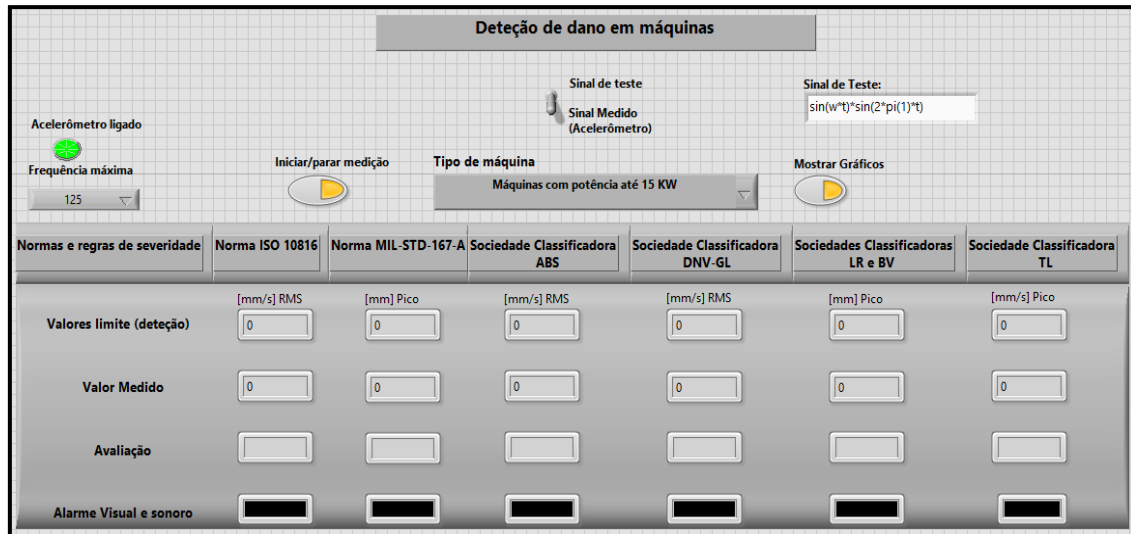 Deteção de dano em máquinas
Sinal de teste
Sinal Medido
(Acelerômetro)
Sinal de Teste:
sin(w*t)*sin(2*pi(1)*t)
Acelerômetro ligado
Frequência máxima
125
Iniciar/parar medição
Tipo de máquina
Máquinas com potência até 15 KW
Mostrar Gráficos
Normas e regras de severidade
Norma ISO 10816
Norma MIL-STD-167-A
Sociedade Classificadora
ABS
Sociedade Classificadora
DNV-GL
Sociedades Classificadoras
LR e BV
Sociedade Classificadora
TL
[mm/s] RMS
[mm] Pico
[mm/s] RMS
[mm/s] RMS
[mm] Pico
[mm/s] Pico
Valores limite (deteção)
0
0
0
0
0
0
Valor Medido
0
0
0
0
0
0
Avaliação
Alarme Visual e sonoro